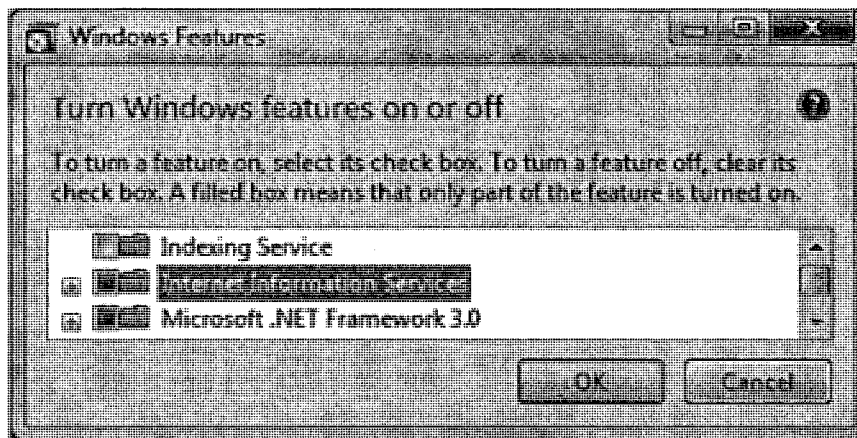 Windows Features
Turn Windows features on or off
To turn a feature on, select its check box. To turn a feature off, clear its
check box. A filled box means that only part of the feature is turned on.
Indexing Service
Internet Information Services
Microsoft .NET Framework 3.0
OK Cancel